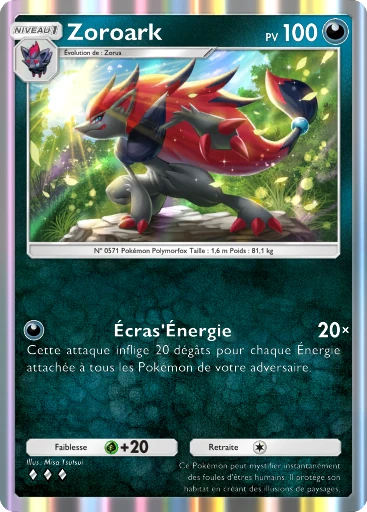 NIVEAU 1
Zoroark
PV 100
Évolution de : Zorua
N° 0571 Pokémon Polymorfox Taille : 1,6 m Poids : 81,1 kg
Écras'Énergie 20×
Cette attaque inflige 20 dégâts pour chaque Énergie
attachée à tous les Pokémon de votre adversaire.
Faiblesse +20
Retraite
Illus. Misa Tsutsui
Ce Pokémon peut mystifier instantanément
des foules d'êtres humains. Il protège son
habitat en créant des illusions de paysages.